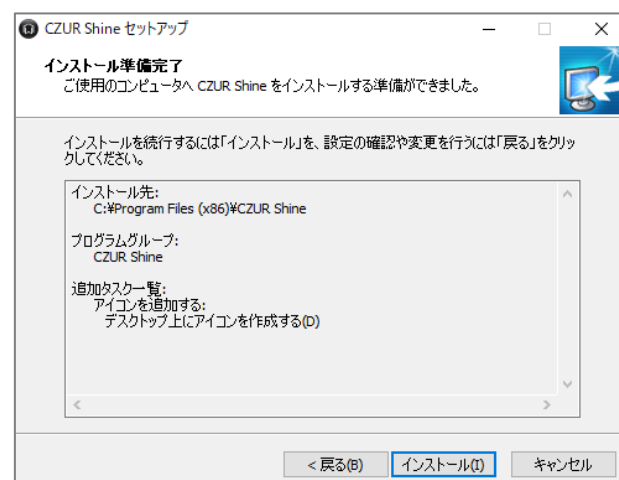 CZUR Shine セットアップ
インストール準備完了
ご使用のコンピュータへ CZUR Shine をインストールする準備ができました。
インストールを続行するには「インストール」を、設定の確認や変更を行うには「戻る」をクリッ
クしてください。
インストール先:
C:¥Program Files (x86)¥CZUR Shine
プログラムグループ:
CZUR Shine
追加タスク一覧:
アイコンを追加する:
デスクトップ上にアイコンを作成する(D)
< 戻る(B)
インストール(I)
キャンセル